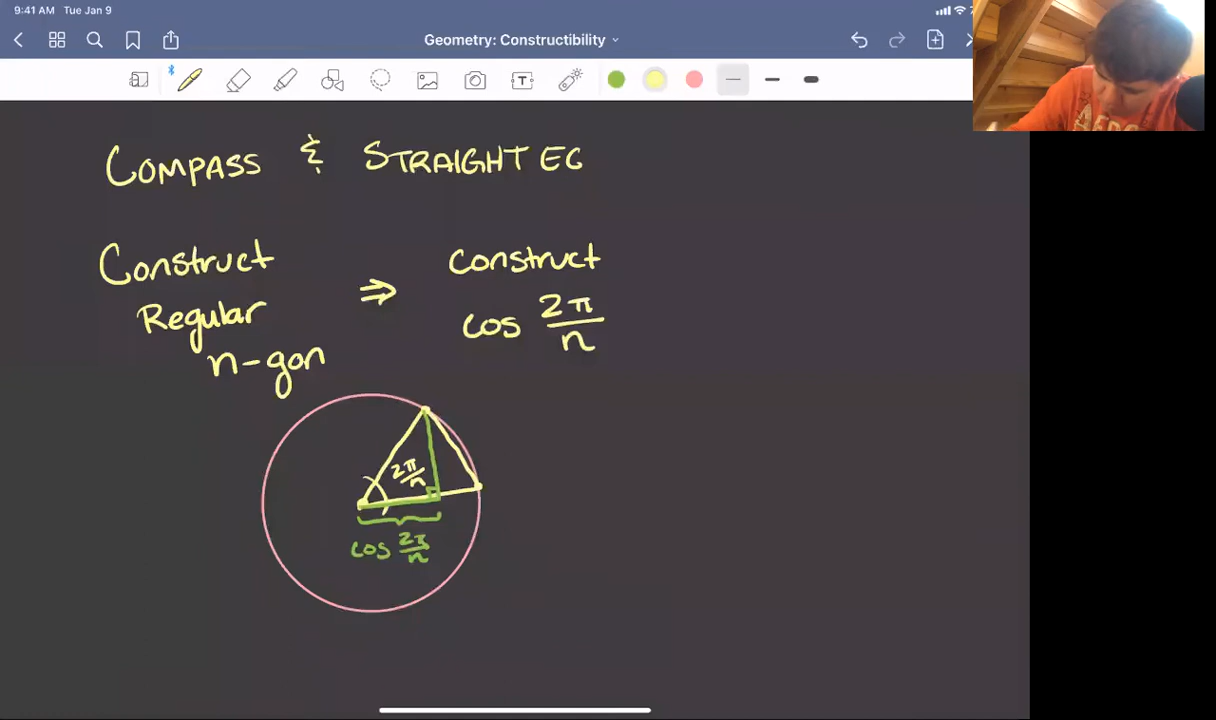 9:41 AM Tue Jan 9
Geometry: Constructibility
COMPASS & STRAIGHT EG
Construct
Regular
n-gon
⇒
Construct
cos 2π/n
2π/n
cos 2π/n